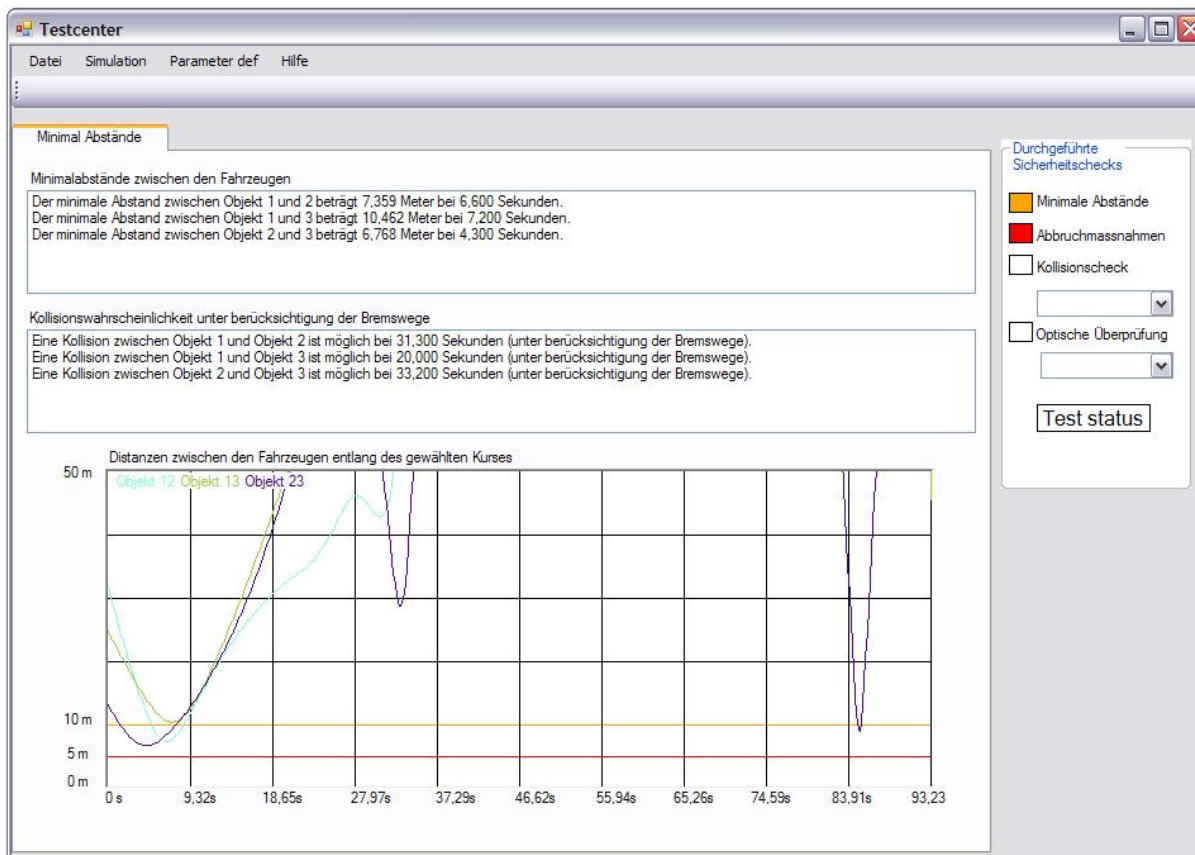 Testcenter
Datei Simulation Parameter def Hilfe
Minimal Abstände
Minimalabstände zwischen den Fahrzeugen
Der minimale Abstand zwischen Objekt 1 und 2 beträgt 7,359 Meter bei 6,600 Sekunden.
Der minimale Abstand zwischen Objekt 1 und 3 beträgt 10,462 Meter bei 7,200 Sekunden.
Der minimale Abstand zwischen Objekt 2 und 3 beträgt 6,768 Meter bei 4,300 Sekunden.
Kollisionswahrscheinlichkeit unter berücksichtigung der Bremswege
Eine Kollision zwischen Objekt 1 und Objekt 2 ist möglich bei 31,300 Sekunden (unter berücksichtigung der Bremswege).
Eine Kollision zwischen Objekt 1 und Objekt 3 ist möglich bei 20,000 Sekunden (unter berücksichtigung der Bremswege).
Eine Kollision zwischen Objekt 2 und Objekt 3 ist möglich bei 33,200 Sekunden (unter berücksichtigung der Bremswege).
Distanzen zwischen den Fahrzeugen entlang des gewählten Kurses
50 m
Objekt 12 Objekt 13 Objekt 23
10 m
5 m
0 m
0 s 9,32s 18,65s 27,97s 37,29s 46,62s 55,94s 65,26s 74,59s 83,91s 93,23
Durchgeführte
Sicherheitschecks
Minimale Abstände
Abbruchmassnahmen
Kollisionscheck
Optische Überprüfung
Test status